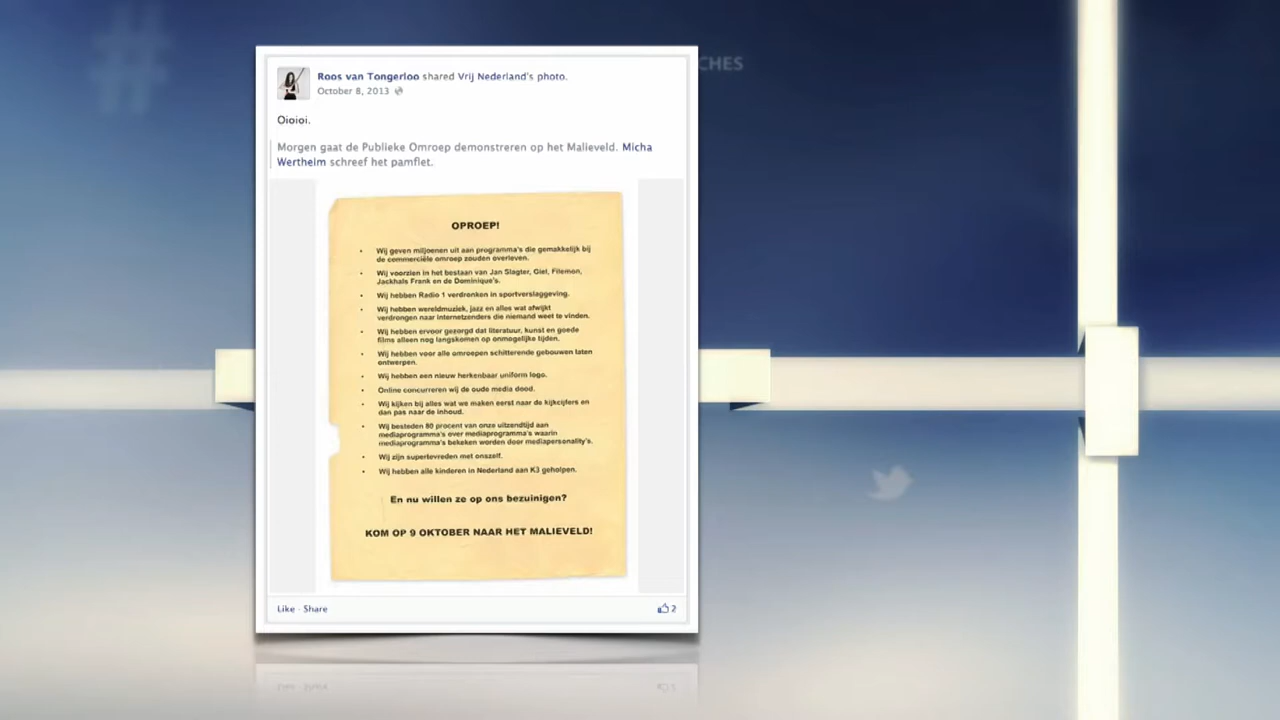 #
CHES
Roos van Tongerloo shared Vrij Nederland's photo.
October 8, 2013
Oioioi.
Morgen gaat de Publieke Omroep demonstreren op het Malieveld. Micha
Wertheim schreef het pamflet.
OPROEP!
• Wij geven miljoenen uit aan programma's die gemakkelijk bij
de commerciële omroep zouden overleven.
• Wij voorzien in het bestaan van Jan Slagter, Giel, Filemon,
Jackhals Frank en de Dominique's.
• Wij hebben Radio 1 verdronken in sportverslaggeving.
• Wij hebben wereldmuziek, jazz en alles wat afwijkt
verdrongen naar internetzenders die niemand weet te vinden.
• Wij hebben ervoor gezorgd dat literatuur, kunst en goede
films alleen nog langskomen op onmogelijke tijden.
• Wij hebben voor alle omroepen schitterende gebouwen laten
ontwerpen.
• Wij hebben een nieuw herkenbaar uniform logo.
• Online concurreren wij de oude media dood.
• Wij kijken bij alles wat we maken eerst naar de kijkcijfers en
dan pas naar de inhoud.
• Wij besteden 80 procent van onze uitzendtijd aan
mediaprogramma's over mediaprogramma's waarin
mediaprogramma's bekeken worden door mediapersonality's.
• Wij zijn supertevreden met onszelf.
• Wij hebben alle kinderen in Nederland aan K3 geholpen.
En nu willen ze op ons bezuinigen?
KOM OP 9 OKTOBER NAAR HET MALIEVELD!
Like · Share
2